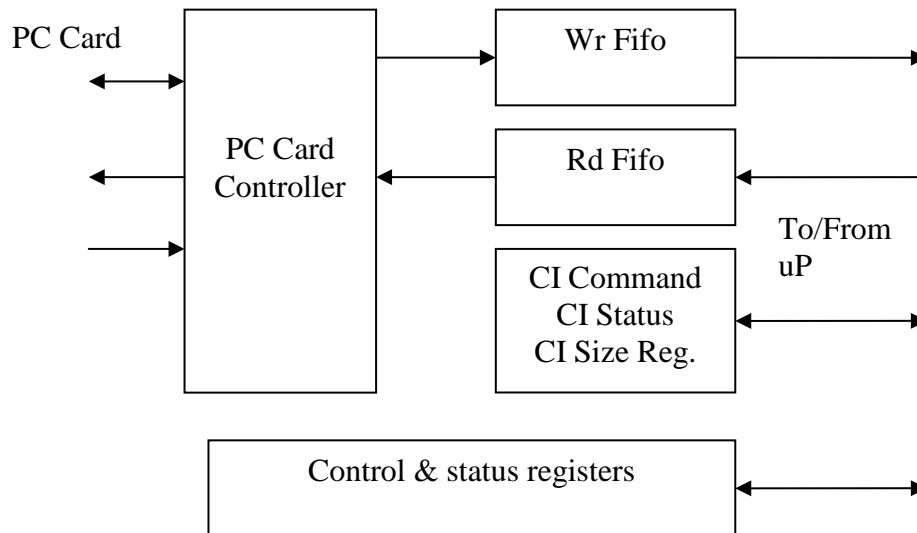 PC Card
PC Card
Controller
Wr Fifo
Rd Fifo
To/From
uP
CI Command
CI Status
CI Size Reg.
Control & status registers